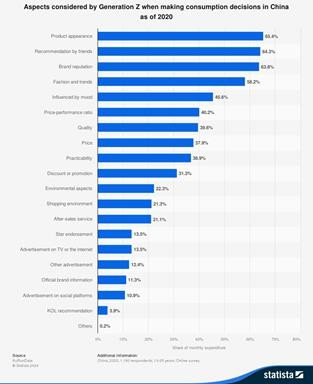 Aspects considered by Generation Z when making consumption decisions in China
as of 2020
Product appearance 65.4%
Recommendation by friends 64.3%
Brand reputation 63.8%
Fashion and trends 58.2%
Influenced by mood 45.6%
Price-performance ratio 40.2%
Quality 39.8%
Price 37.9%
Practicality 36.9%
Discount or promotion 31.3%
Environmental aspects 22.3%
Shopping environment 21.3%
After-sales service 21.1%
Star endorsement 13.5%
Advertisement on TV or the internet 13.5%
Other advertisement 12.4%
Official brand information 11.3%
Advertisement on social platforms 10.9%
KOL recommendation 3.9%
Others 0.2%
0% 10% 20% 30% 40% 50% 60% 70% 80%
Share of monthly expenditure
Source
© Statista 2024
Additional Information
China; 2020;
statista